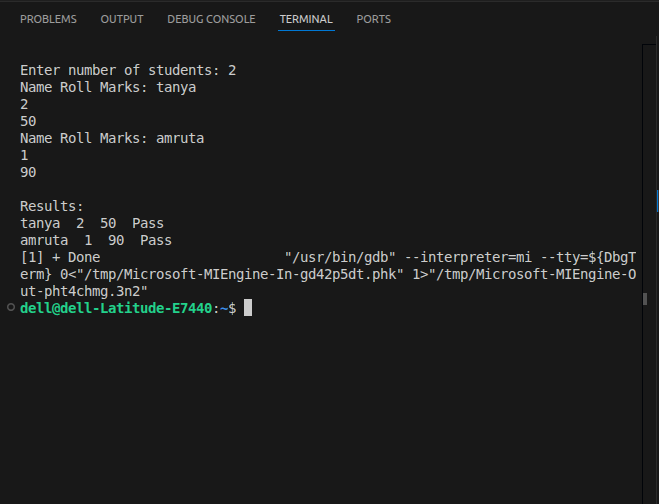 PROBLEMS OUTPUT DEBUG CONSOLE TERMINAL PORTS
Enter number of students: 2
Name Roll Marks: tanya
2
50
Name Roll Marks: amruta
1
90
Results:
tanya  2  50  Pass
amruta  1  90  Pass
[1] + Done                       "/usr/bin/gdb" --interpreter=mi --tty=${DbgT
erm} 0<"/tmp/Microsoft-MIEngine-In-gd42p5dt.phk" 1>"/tmp/Microsoft-MIEngine-O
ut-pht4chmg.3n2"
dell@dell-Latitude-E7440:~$